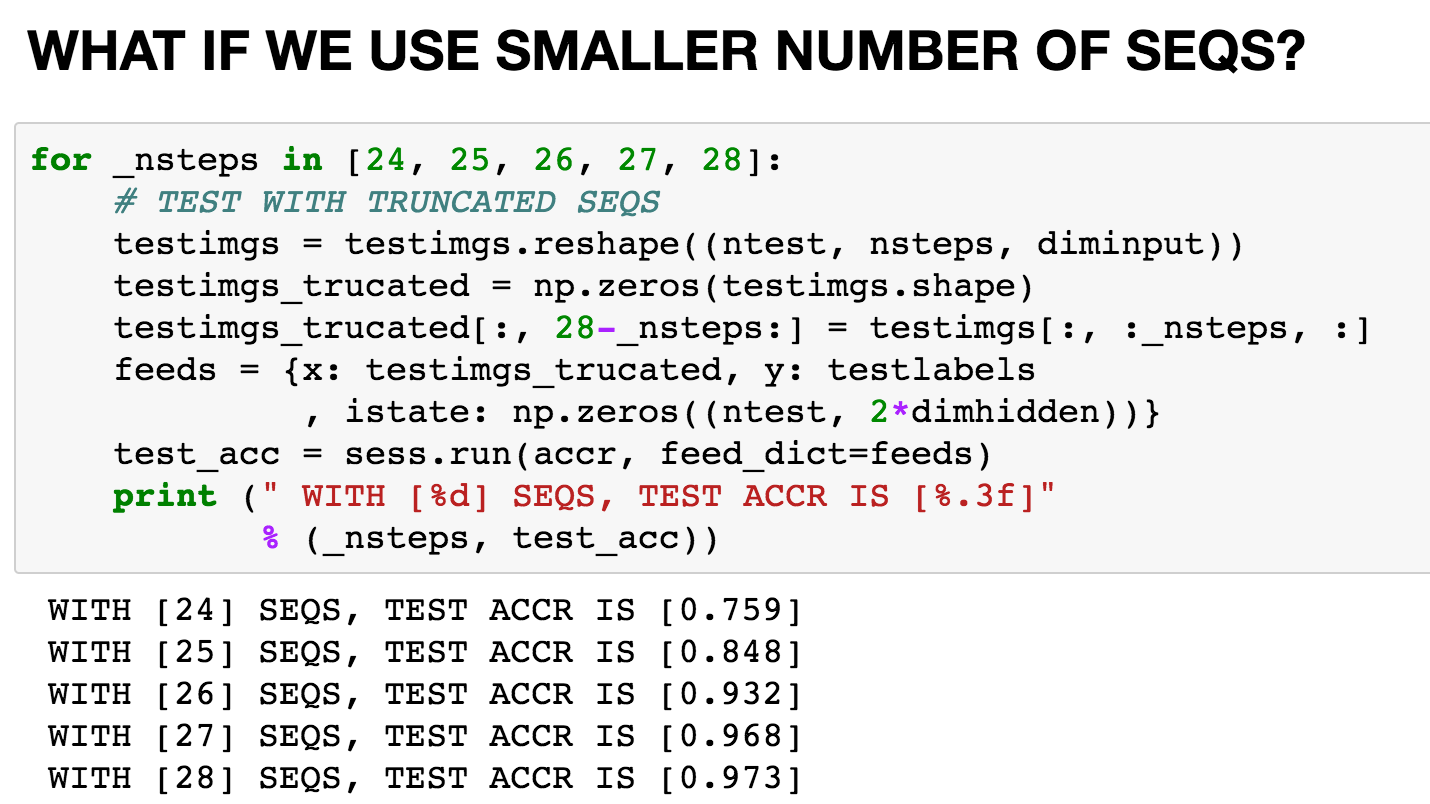 WHAT IF WE USE SMALLER NUMBER OF SEQS?
for _nsteps in [24, 25, 26, 27, 28]:
    # TEST WITH TRUNCATED SEQS
    testimgs = testimgs.reshape((ntest, nsteps, diminput))
    testimgs_trucated = np.zeros(testimgs.shape)
    testimgs_trucated[:, 28-_nsteps:] = testimgs[:, :_nsteps, :]
    feeds = {x: testimgs_trucated, y: testlabels
             , istate: np.zeros((ntest, 2*dimhidden))}
    test_acc = sess.run(accr, feed_dict=feeds)
    print (" WITH [%d] SEQS, TEST ACCR IS [%.3f]"
           % (_nsteps, test_acc))
WITH [24] SEQS, TEST ACCR IS [0.759]
WITH [25] SEQS, TEST ACCR IS [0.848]
WITH [26] SEQS, TEST ACCR IS [0.932]
WITH [27] SEQS, TEST ACCR IS [0.968]
WITH [28] SEQS, TEST ACCR IS [0.973]